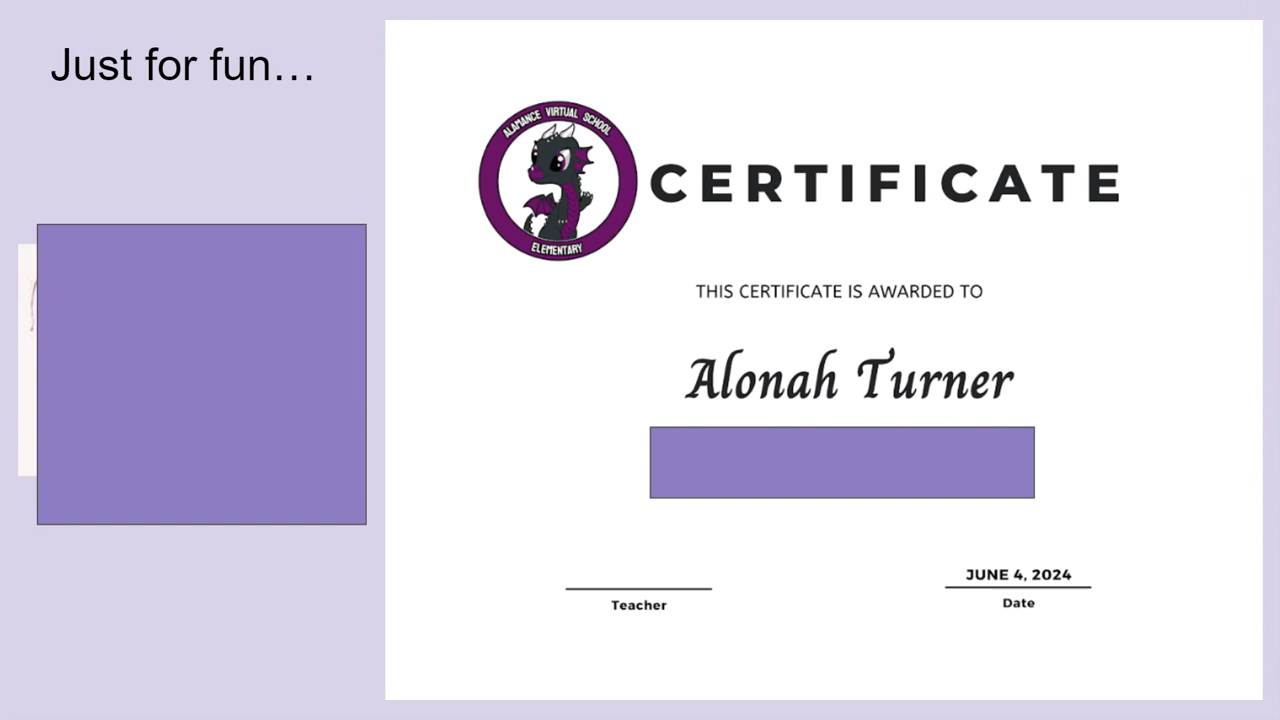 Just for fun…
ALAMANCE VIRTUAL SCHOOL
ELEMENTARY
CERTIFICATE
THIS CERTIFICATE IS AWARDED TO
Alonah Turner
JUNE 4, 2024
Teacher
Date